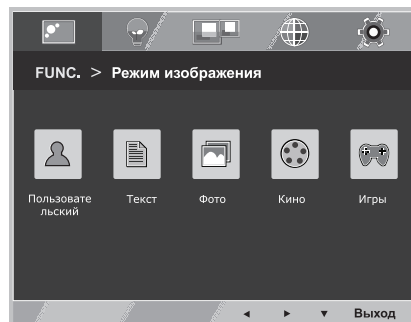 FUNC. > Режим изображения
Пользовате
льский
Текст
Фото
Кино
Игры
Выход